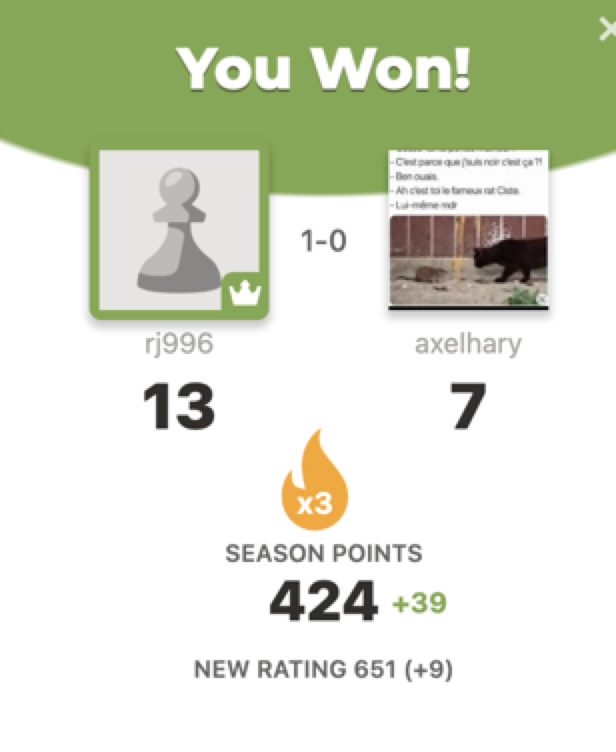 You Won!
- C'est parce que j'suis noir c'est ça ?!
- Ben ouais.
- Ah c'est toi le fameux rat Ciste.
- Lui-même mdr
1-0
rj996
axelhary
13
7
x3
SEASON POINTS
424 +39
NEW RATING 651 (+9)